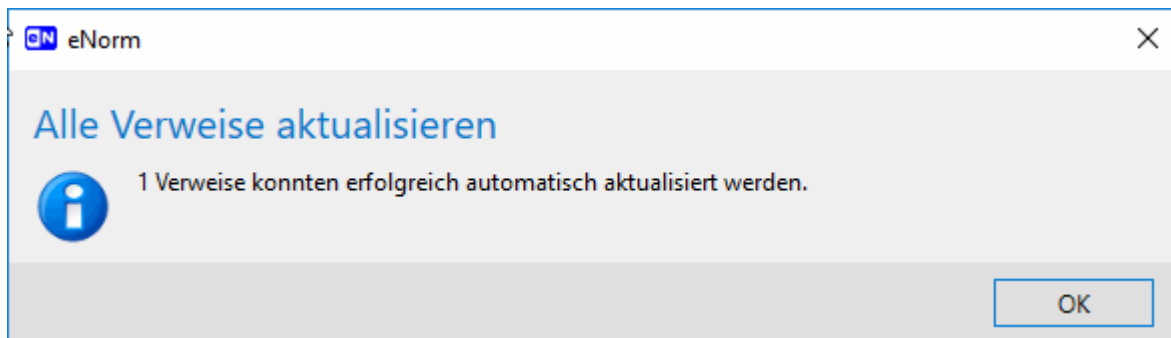 eN eNorm
Alle Verweise aktualisieren
1 Verweise konnten erfolgreich automatisch aktualisiert werden.
OK